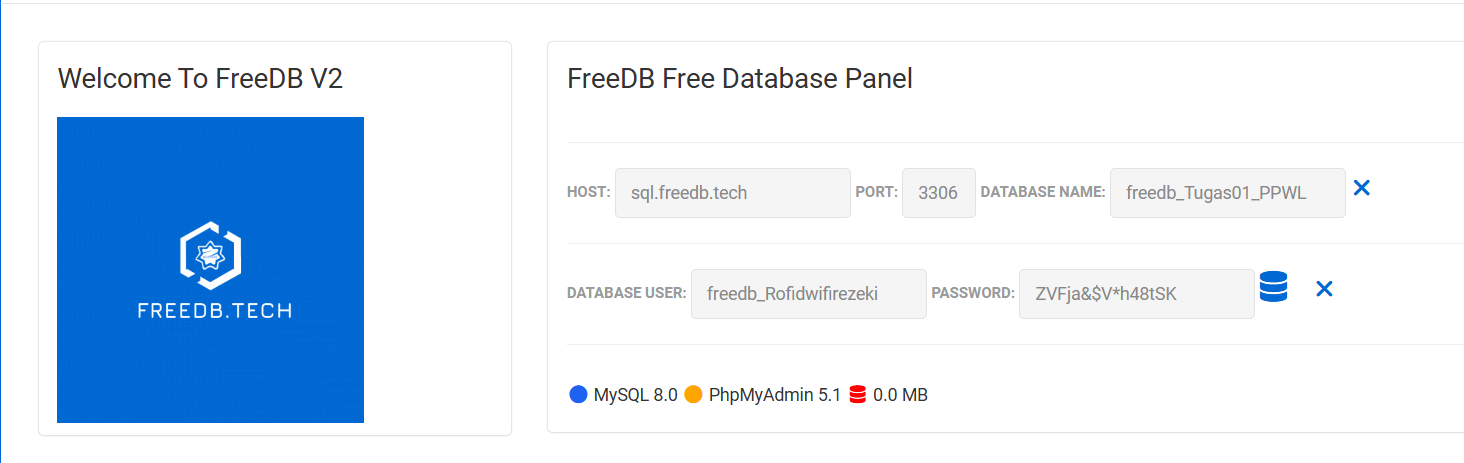 Welcome To FreeDB V2
FREEDB.TECH
FreeDB Free Database Panel
HOST: sql.freedb.tech PORT: 3306 DATABASE NAME: freedb_Tugas01_PPWL
DATABASE USER: freedb_Rofidwifirezeki PASSWORD: ZVFja&$V*h48tSK
MySQL 8.0 PhpMyAdmin 5.1 0.0 MB